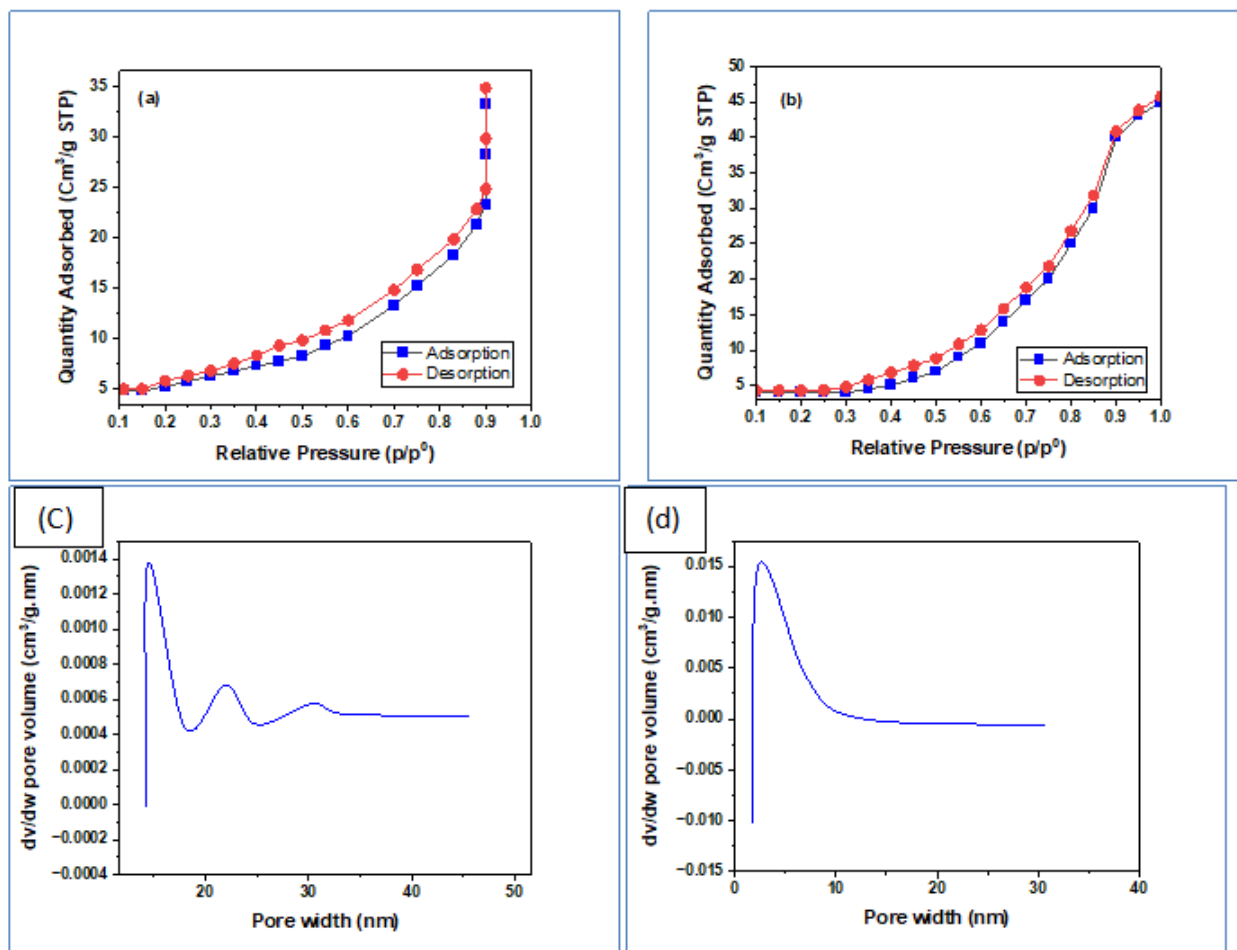 (a)
Quantity Adsorbed (Cm³/g STP)
35
30
25
20
15
10
5
Adsorption
Desorption
0.1 0.2 0.3 0.4 0.5 0.6 0.7 0.8 0.9 1.0
Relative Pressure (p/p⁰)
(b)
Quantity Adsorbed (Cm³/g STP)
50
45
40
35
30
25
20
15
10
5
Adsorption
Desorption
0.1 0.2 0.3 0.4 0.5 0.6 0.7 0.8 0.9 1.0
Relative Pressure (p/p⁰)
(C)
dv/dw pore volume (cm³/g.nm)
0.0014
0.0012
0.0010
0.0008
0.0006
0.0004
0.0002
0.0000
−0.0002
−0.0004
20 30 40 50
Pore width (nm)
(d)
dv/dw pore volume (cm³/g.nm)
0.015
0.010
0.005
0.000
−0.005
−0.010
−0.015
0 10 20 30 40
Pore width (nm)